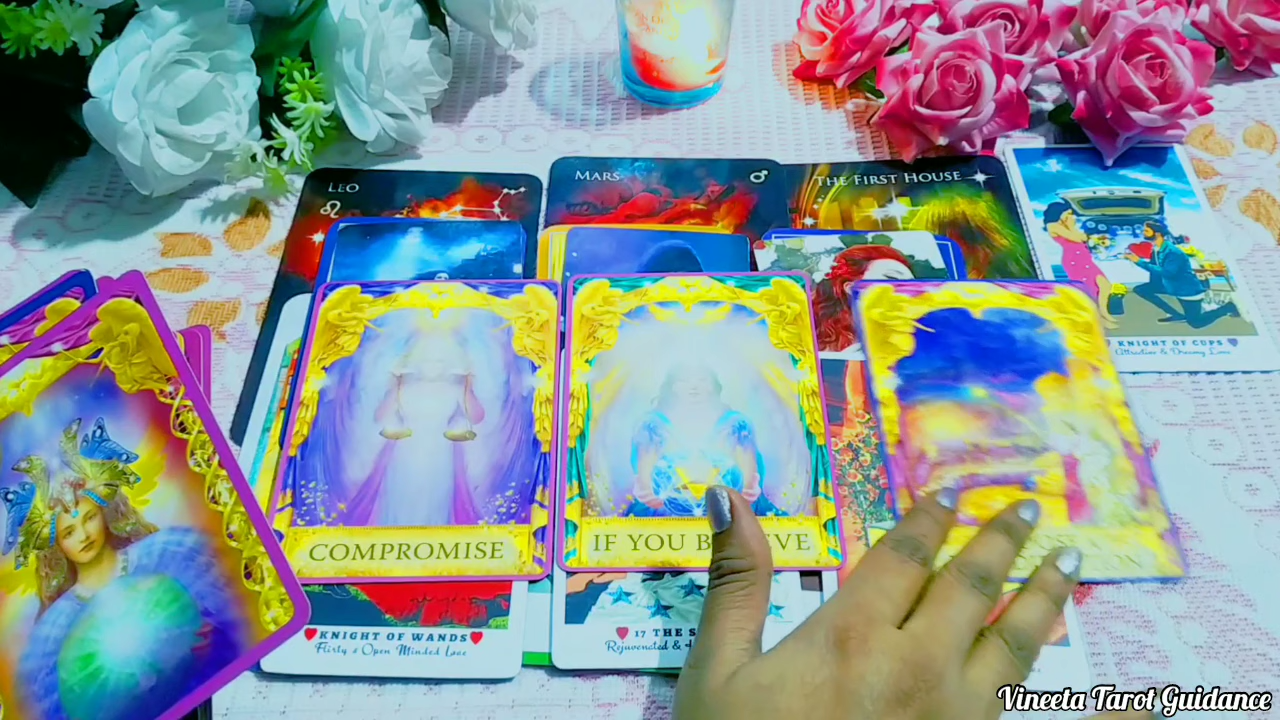 LEO
MARS
THE FIRST HOUSE
KNIGHT OF CUPS
Attractive & Dreamy Love
COMPROMISE
IF YOU
KNIGHT OF WANDS
Flirty & Open Minded Love
17 THE
Rejuvenated &
Vineeta Tarot Guidance